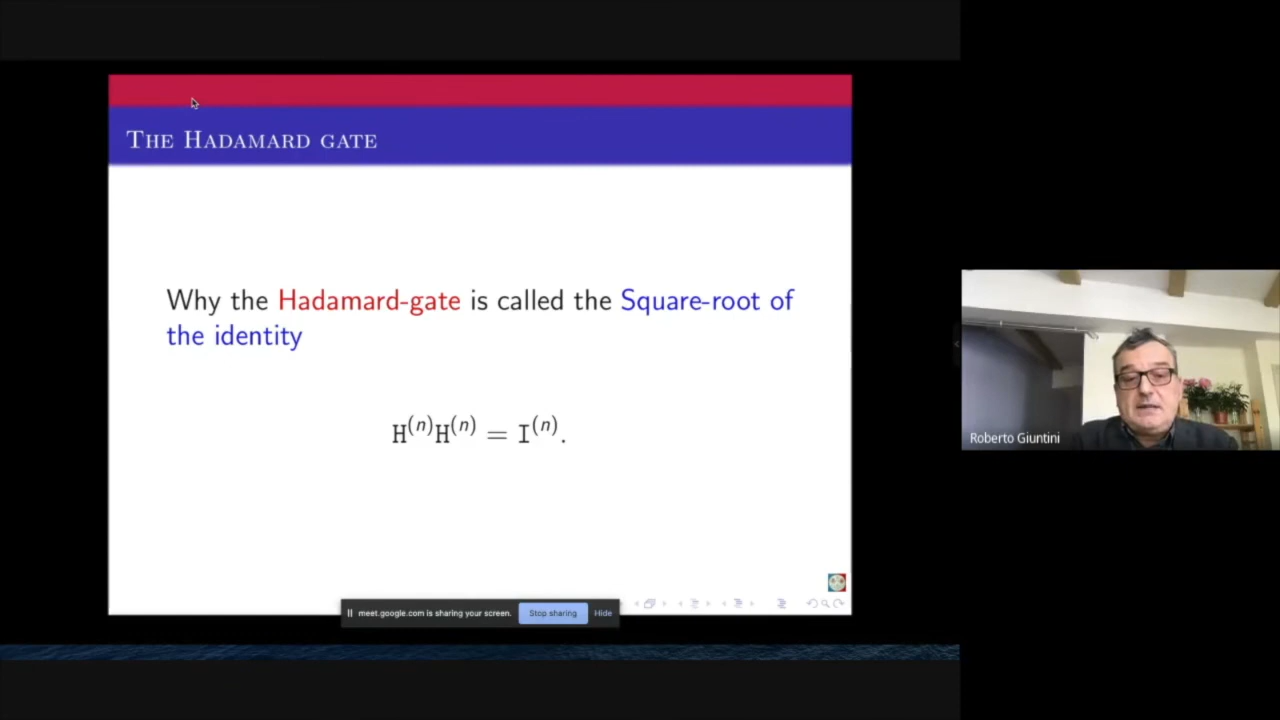 THE HADAMARD GATE
Why the Hadamard-gate is called the Square-root of
the identity
H⁽ⁿ⁾H⁽ⁿ⁾ = I⁽ⁿ⁾.
Roberto Giuntini
meet.google.com is sharing your screen. Stop sharing Hide